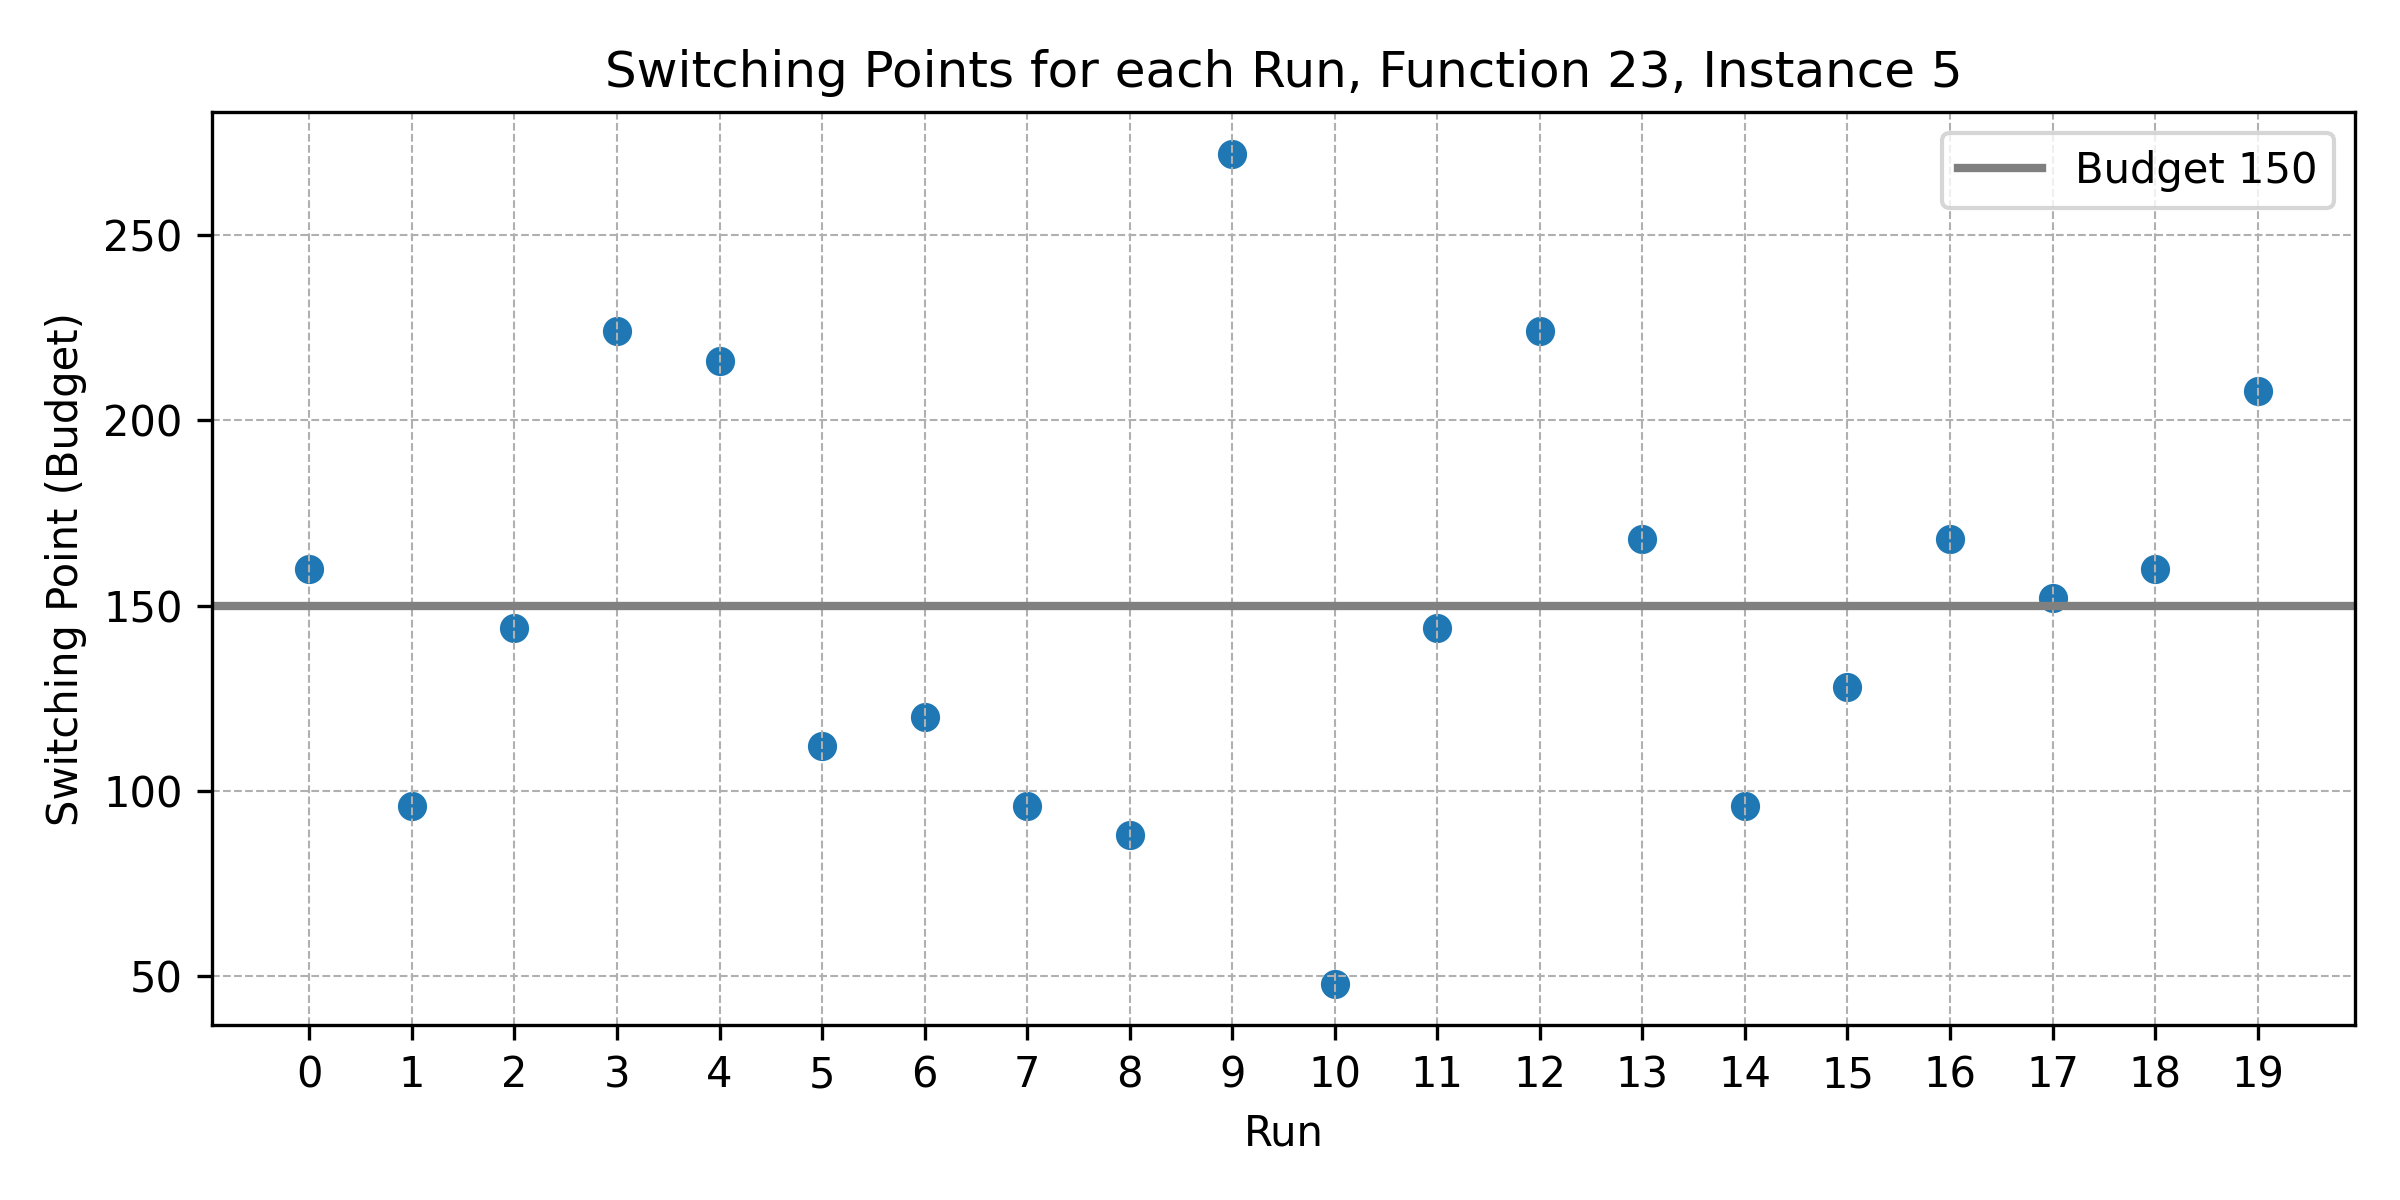 Switching Points for each Run, Function 23, Instance 5
Budget 150
Switching Point (Budget)
250
200
150
100
50
0 1 2 3 4 5 6 7 8 9 10 11 12 13 14 15 16 17 18 19
Run